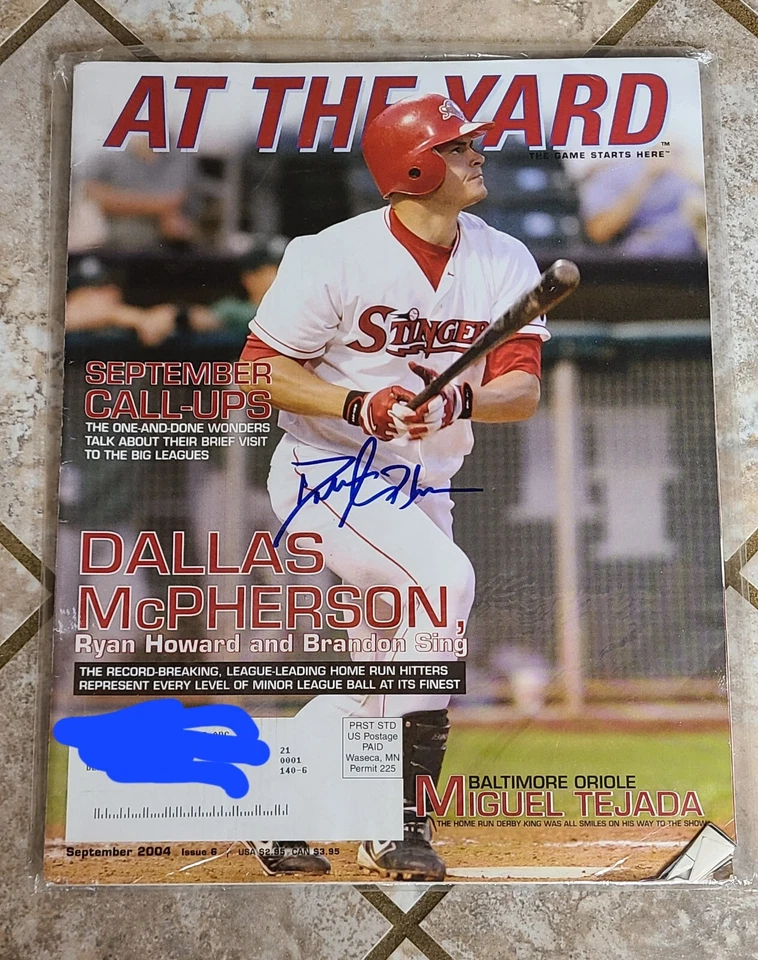 AT THE YARD™
THE GAME STARTS HERE™
STINGER
SEPTEMBER
CALL-UPS
THE ONE-AND-DONE WONDERS
TALK ABOUT THEIR BRIEF VISIT
TO THE BIG LEAGUES
DALLAS
McPHERSON,
Ryan Howard and Brandon Sing
THE RECORD-BREAKING, LEAGUE-LEADING HOME RUN HITTERS
REPRESENT EVERY LEVEL OF MINOR LEAGUE BALL AT ITS FINEST
21
0001
140-6
PRST STD
US Postage
PAID
Waseca, MN
Permit 225
BALTIMORE ORIOLE
MIGUEL TEJADA
THE HOME RUN DERBY KING WAS ALL SMILES ON HIS WAY TO THE SHOW
September 2004 Issue 6 / USA $2.95 CAN $3.95